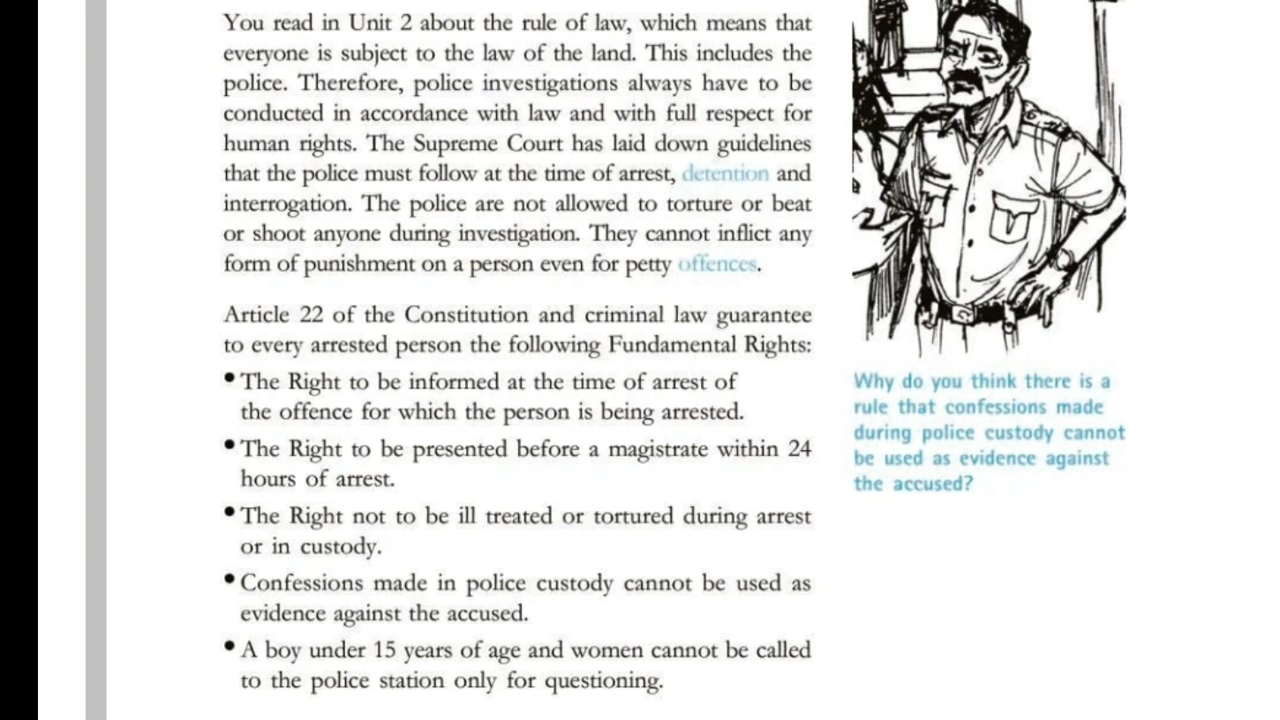 You read in Unit 2 about the rule of law, which means that
everyone is subject to the law of the land. This includes the
police. Therefore, police investigations always have to be
conducted in accordance with law and with full respect for
human rights. The Supreme Court has laid down guidelines
that the police must follow at the time of arrest, detention and
interrogation. The police are not allowed to torture or beat
or shoot anyone during investigation. They cannot inflict any
form of punishment on a person even for petty offences.
Article 22 of the Constitution and criminal law guarantee
to every arrested person the following Fundamental Rights:
• The Right to be informed at the time of arrest of
the offence for which the person is being arrested.
• The Right to be presented before a magistrate within 24
hours of arrest.
• The Right not to be ill treated or tortured during arrest
or in custody.
• Confessions made in police custody cannot be used as
evidence against the accused.
• A boy under 15 years of age and women cannot be called
to the police station only for questioning.
Why do you think there is a
rule that confessions made
during police custody cannot
be used as evidence against
the accused?